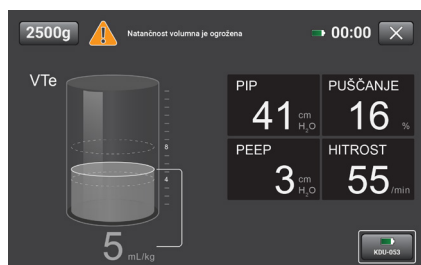 2500g
Natančnost volumna je ogrožena
00:00
VTe
8
4
5 mL/kg
PIP
41 cm H₂O
PUŠČANJE
16 %
PEEP
3 cm H₂O
HITROST
55 /min
KDU-053